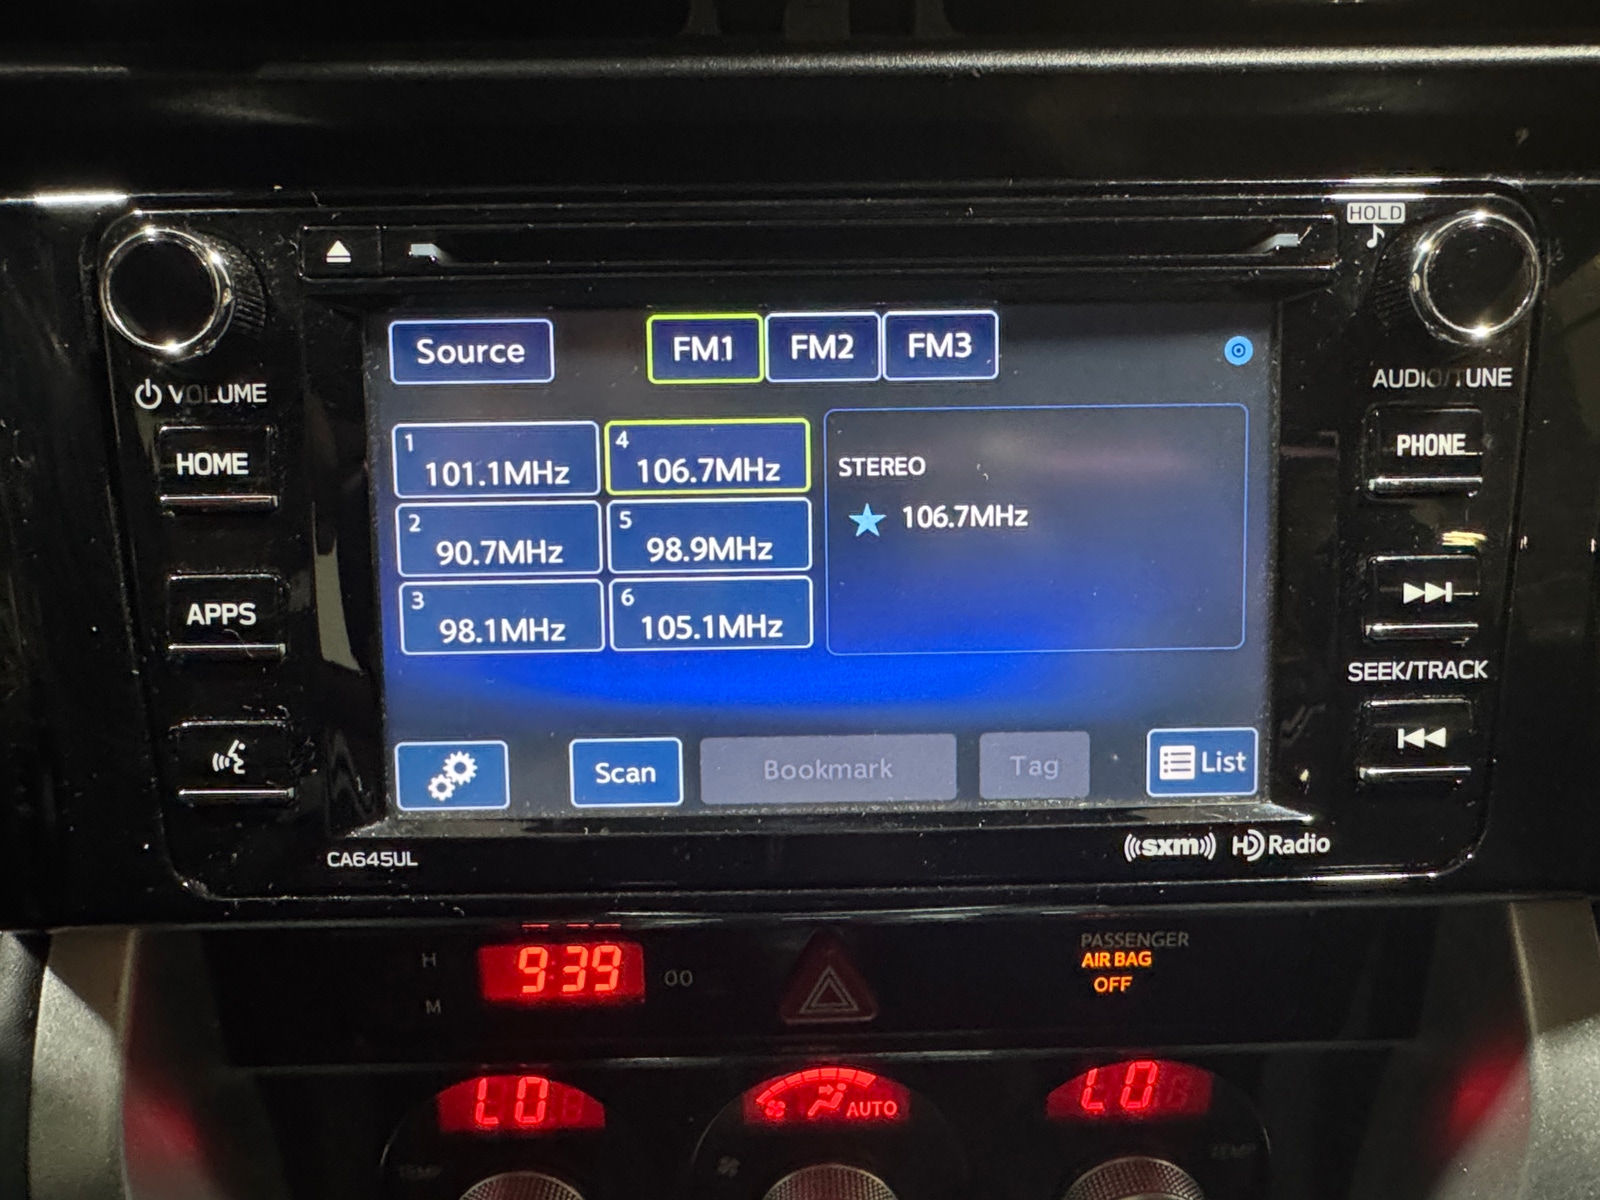 HOLD
Source
FM1
FM2
FM3
VOLUME
AUDIO/TUNE
HOME
PHONE
1
101.1MHz
4
106.7MHz
STEREO
106.7MHz
2
90.7MHz
5
98.9MHz
3
98.1MHz
6
105.1MHz
APPS
SEEK/TRACK
Scan
Bookmark
Tag
List
CA645UL
((sxm))
HD Radio
H
9:39
00
M
PASSENGER
AIR BAG
OFF
LO
AUTO
LO
TEMP
TEMP